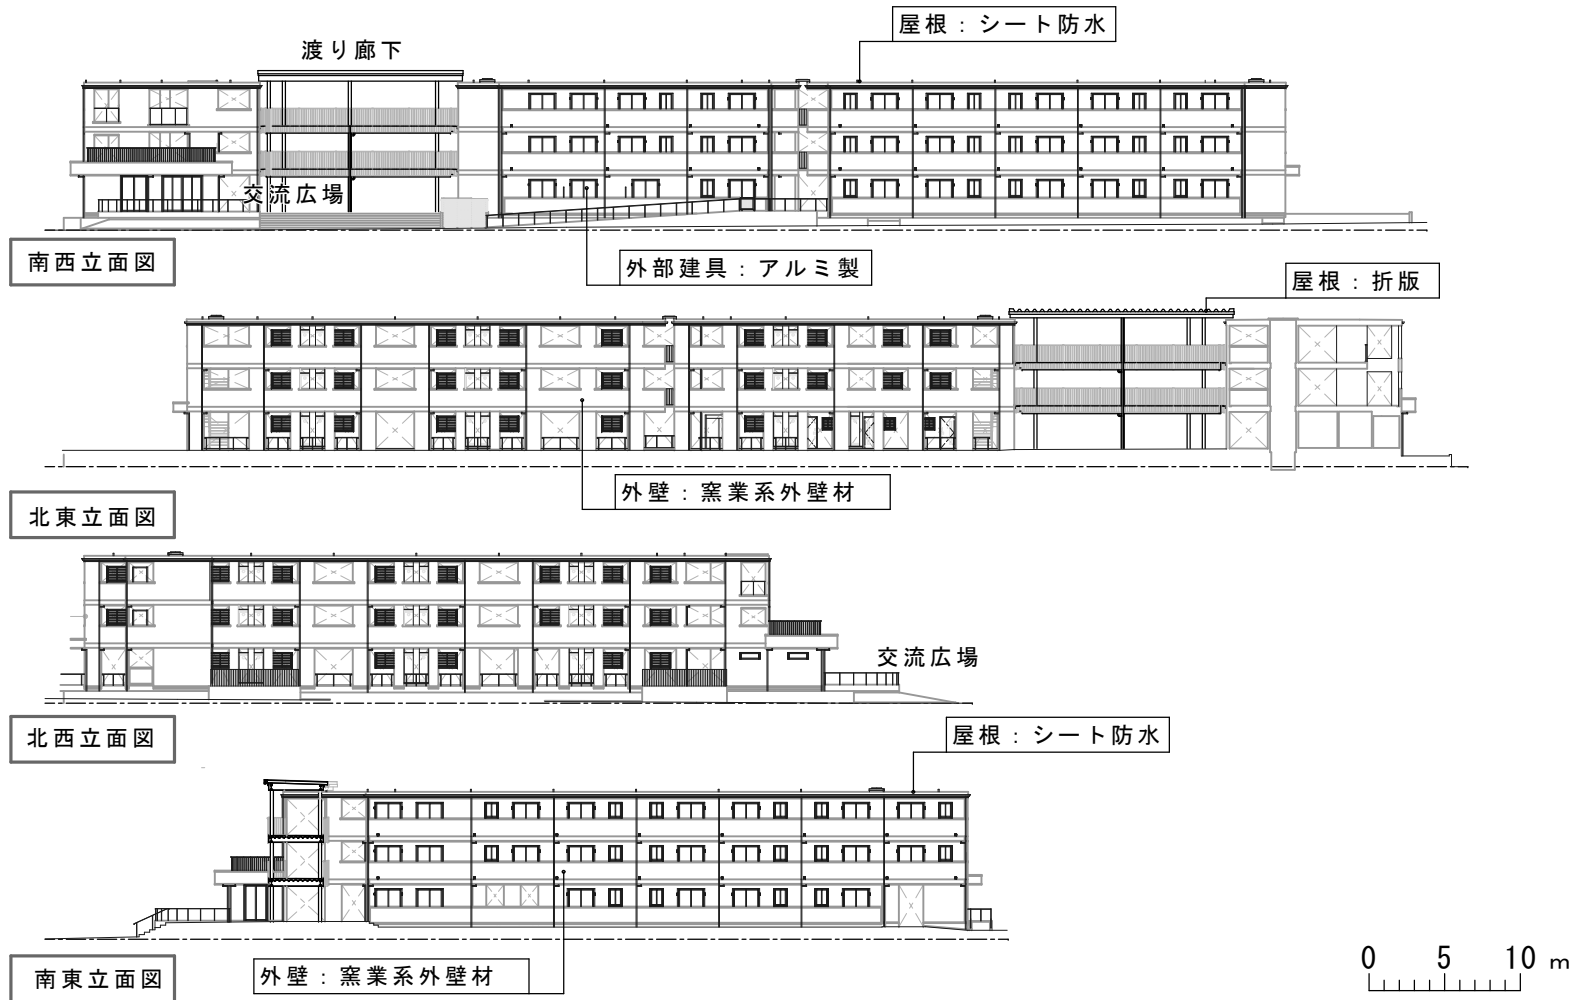 屋根：シート防水
渡り廊下
交流広場
南西立面図
外部建具：アルミ製
屋根：折版
外壁：窯業系外壁材
北東立面図
交流広場
北西立面図
屋根：シート防水
南東立面図
外壁：窯業系外壁材
0 5 10 m